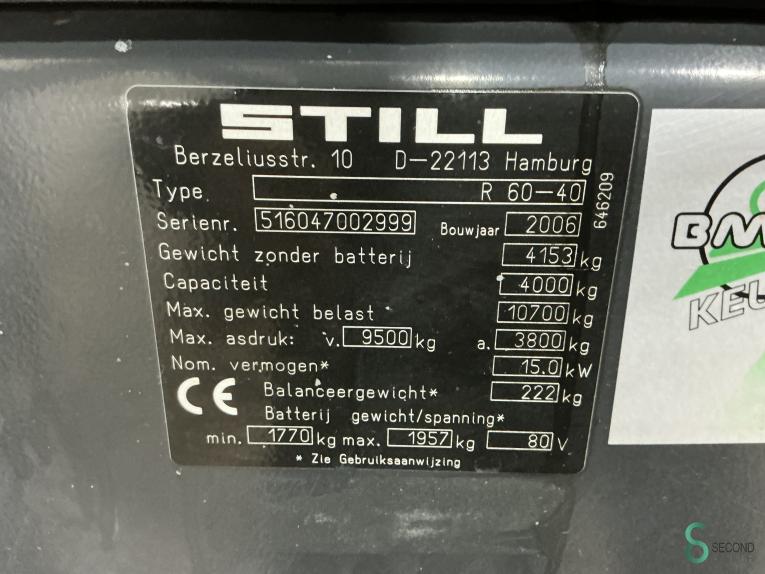 STILL
Berzeliusstr. 10 D-22113 Hamburg
Type R 60-40
Serienr. 516047002999 Bouwjaar 2006
646209
Gewicht zonder batterij 4153 kg
Capaciteit 4000 kg
Max. gewicht belast 10700 kg
Max. asdruk: v. 9500 kg a. 3800 kg
Nom. vermogen* 15.0 kW
CE Balanceergewicht* 222 kg
Batterij gewicht/spanning*
min. 1770 kg max. 1957 kg 80 V
* Zie Gebruiksaanwijzing
SECOND